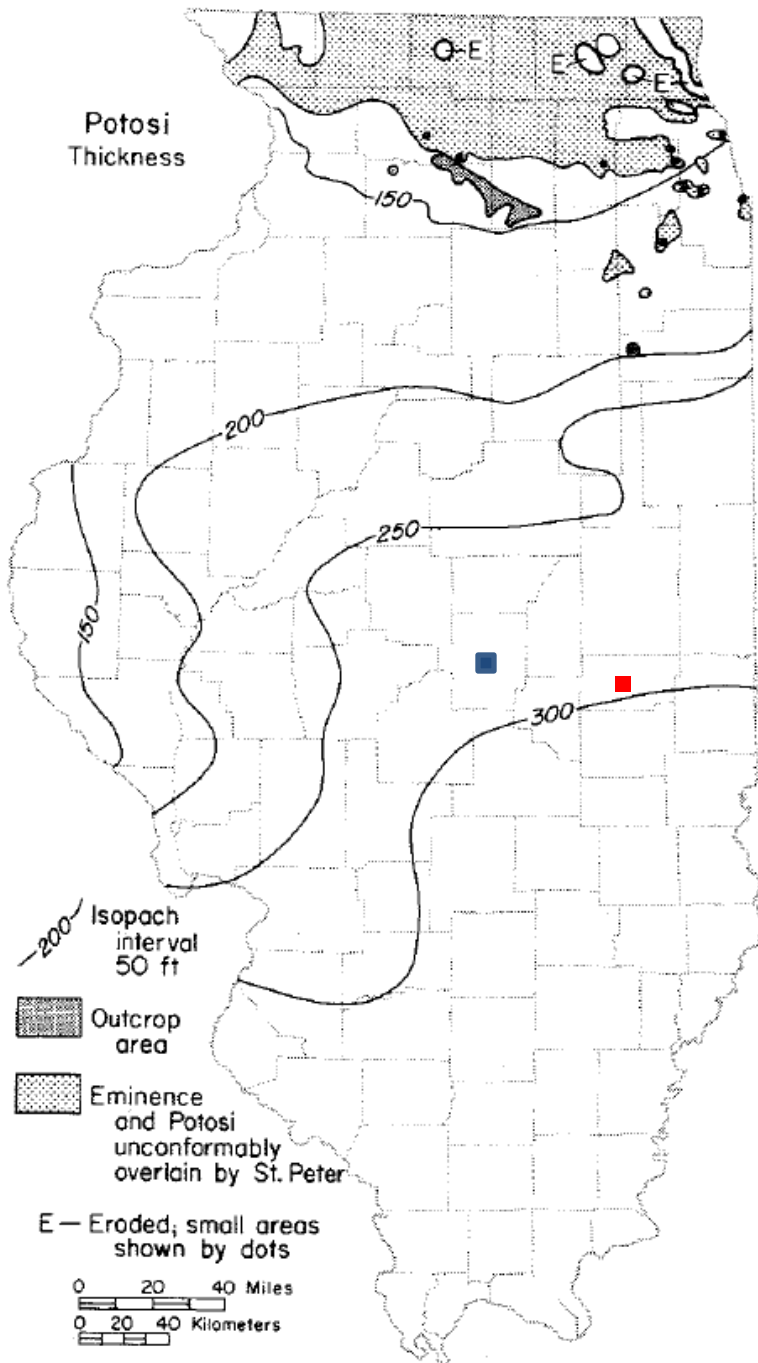 E
E
E
Potosi
Thickness
150
200
250
150
300
200
Isopach
interval
50 ft
Outcrop
area
Eminence
and Potosi
unconformably
overlain by St. Peter
E — Eroded; small areas
shown by dots
0 20 40 Miles
0 20 40 Kilometers